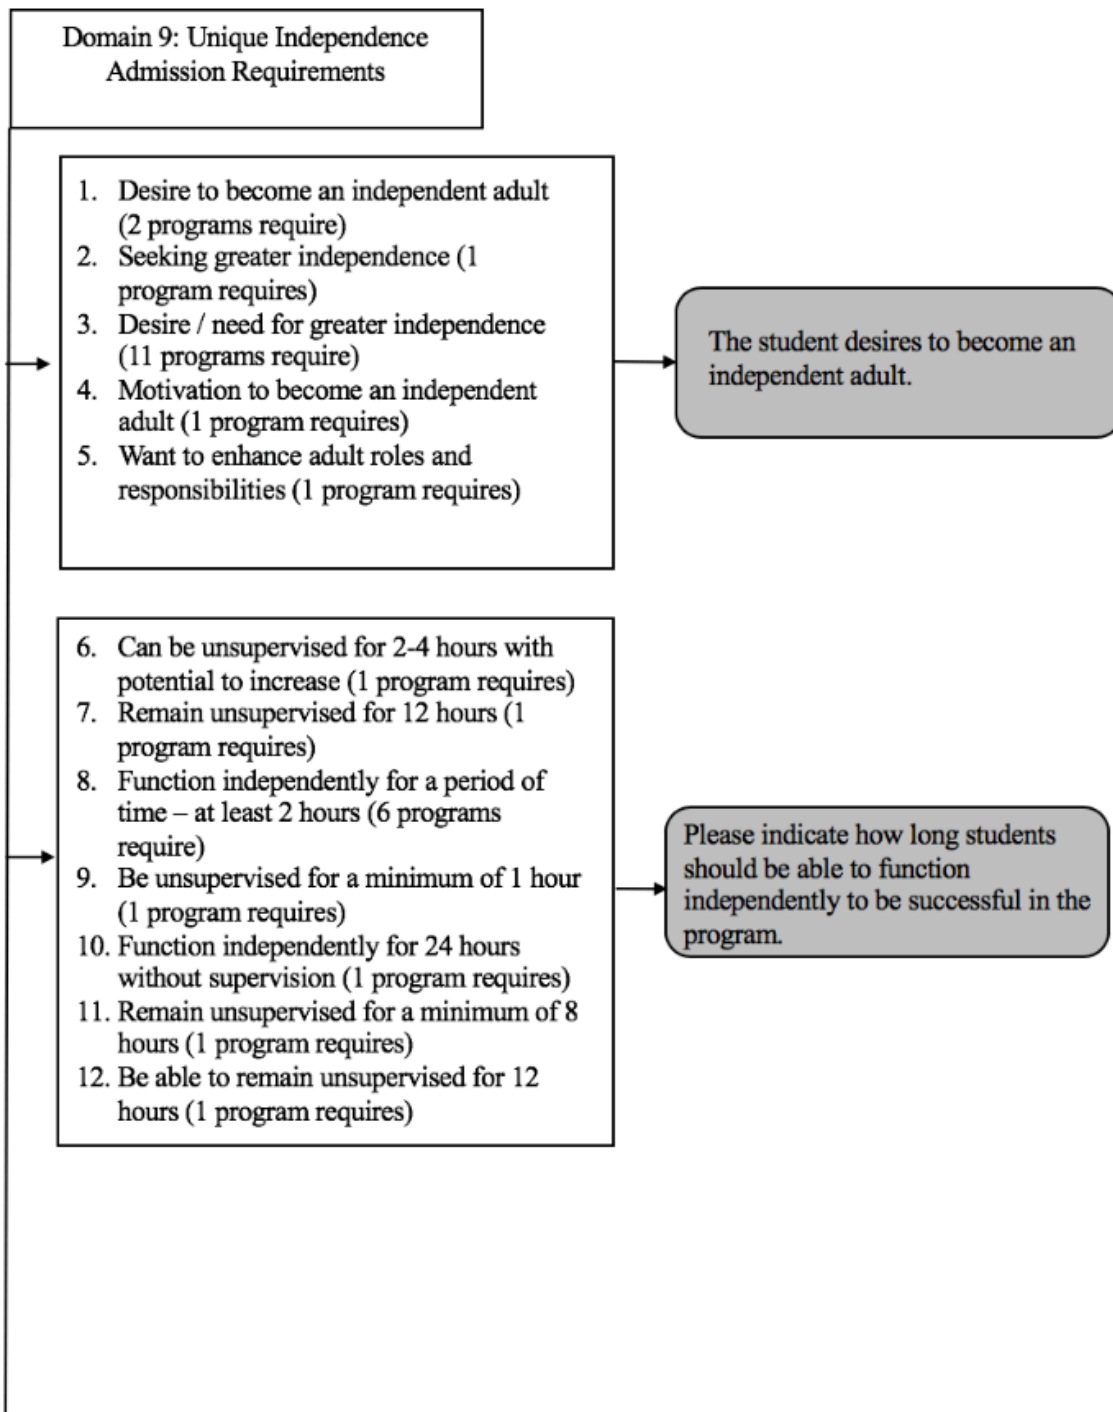 Domain 9: Unique Independence
Admission Requirements
1. Desire to become an independent adult
(2 programs require)
2. Seeking greater independence (1
program requires)
3. Desire / need for greater independence
(11 programs require)
4. Motivation to become an independent
adult (1 program requires)
5. Want to enhance adult roles and
responsibilities (1 program requires)
The student desires to become an
independent adult.
6. Can be unsupervised for 2-4 hours with
potential to increase (1 program requires)
7. Remain unsupervised for 12 hours (1
program requires)
8. Function independently for a period of
time – at least 2 hours (6 programs
require)
9. Be unsupervised for a minimum of 1 hour
(1 program requires)
10. Function independently for 24 hours
without supervision (1 program requires)
11. Remain unsupervised for a minimum of 8
hours (1 program requires)
12. Be able to remain unsupervised for 12
hours (1 program requires)
Please indicate how long students
should be able to function
independently to be successful in the
program.